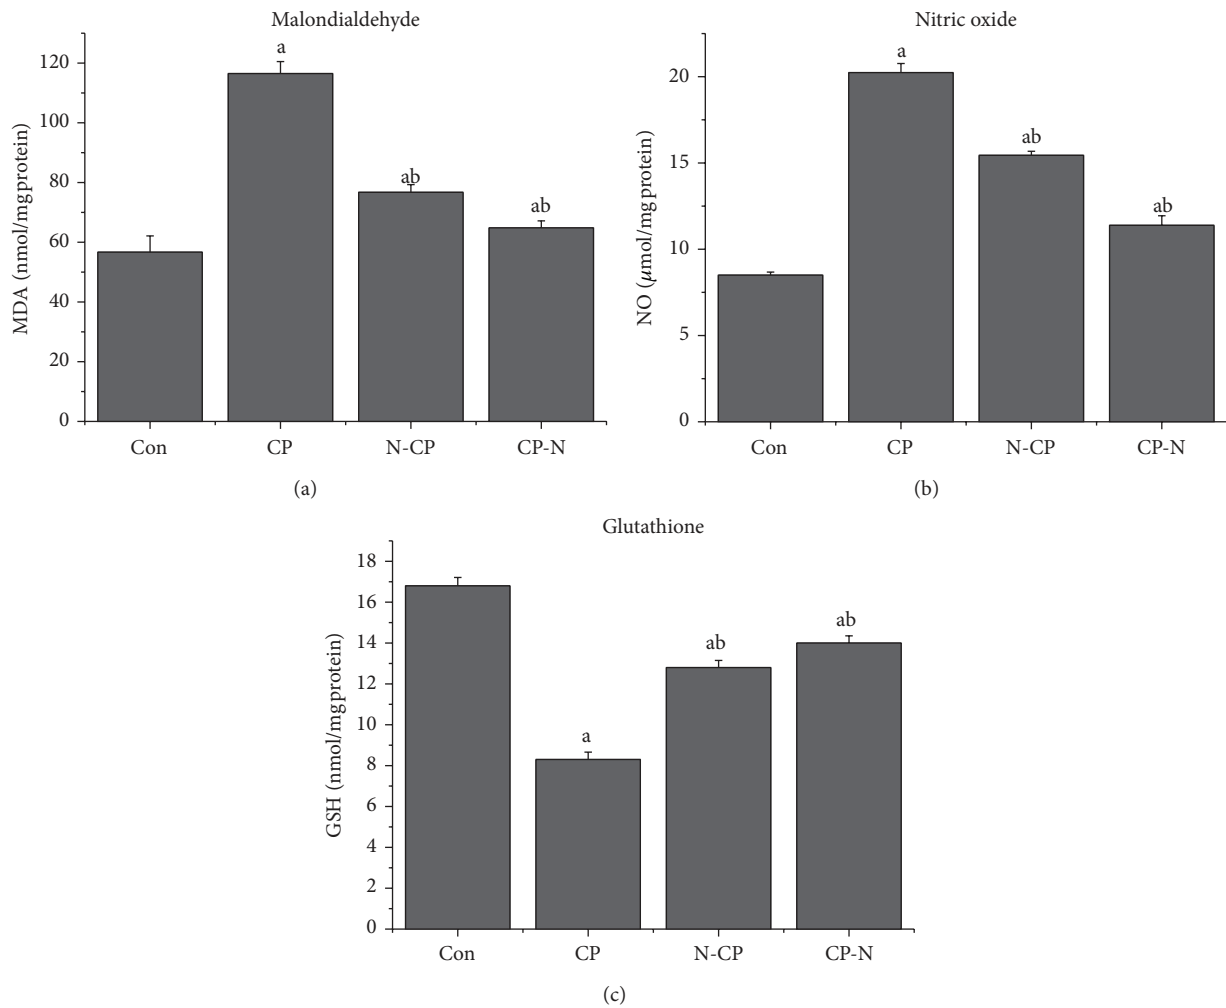 Malondialdehyde
120
100
80
60
40
20
0
MDA (nmol/mgprotein)
a
ab
ab
Con
CP
N-CP
CP-N
(a)
Nitric oxide
20
15
10
5
0
NO (μmol/mgprotein)
a
ab
ab
Con
CP
N-CP
CP-N
(b)
Glutathione
18
16
14
12
10
8
6
4
2
0
GSH (nmol/mgprotein)
a
ab
ab
Con
CP
N-CP
CP-N
(c)